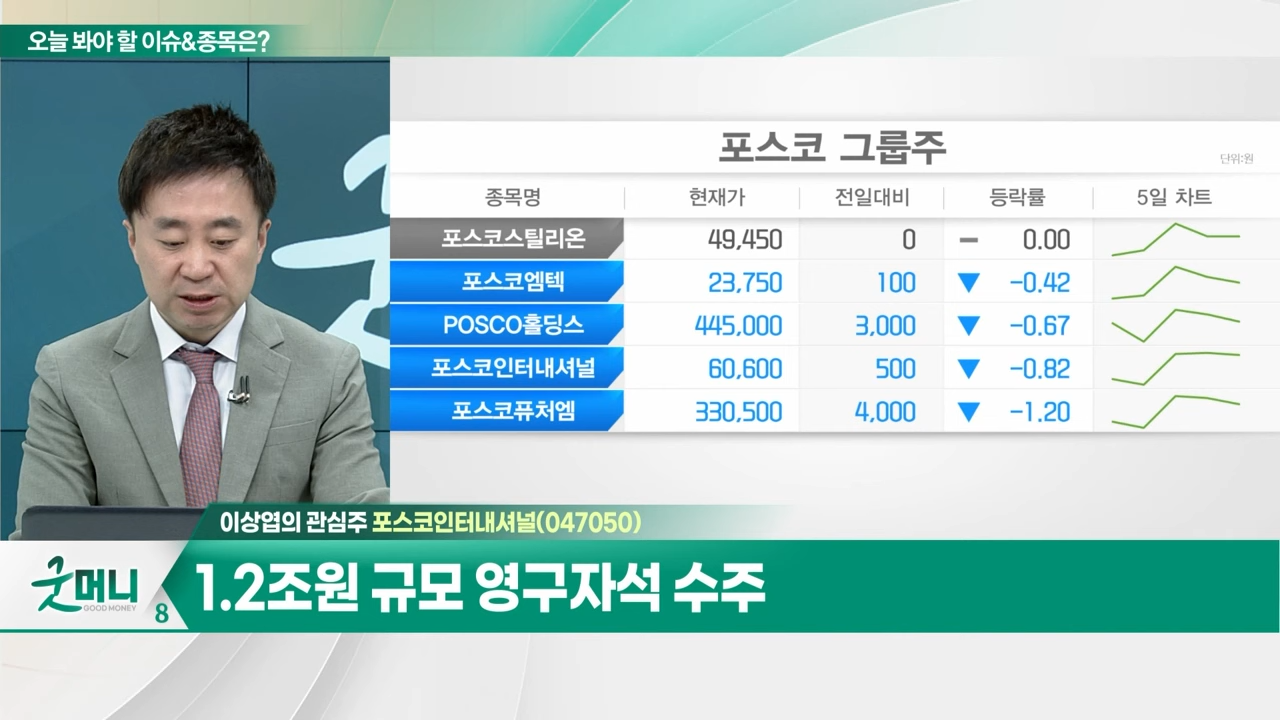 오늘 봐야 할 이슈&종목은?
포스코 그룹주
단위:원
종목명 현재가 전일대비 등락률 5일 차트
포스코스틸리온 49,450 0 − 0.00
포스코엠텍 23,750 100 ▼ -0.42
POSCO홀딩스 445,000 3,000 ▼ -0.67
포스코인터내셔널 60,600 500 ▼ -0.82
포스코퓨처엠 330,500 4,000 ▼ -1.20
이상엽의 관심주 포스코인터내셔널(047050)
1.2조원 규모 영구자석 수주
굿머니
GOOD MONEY
8